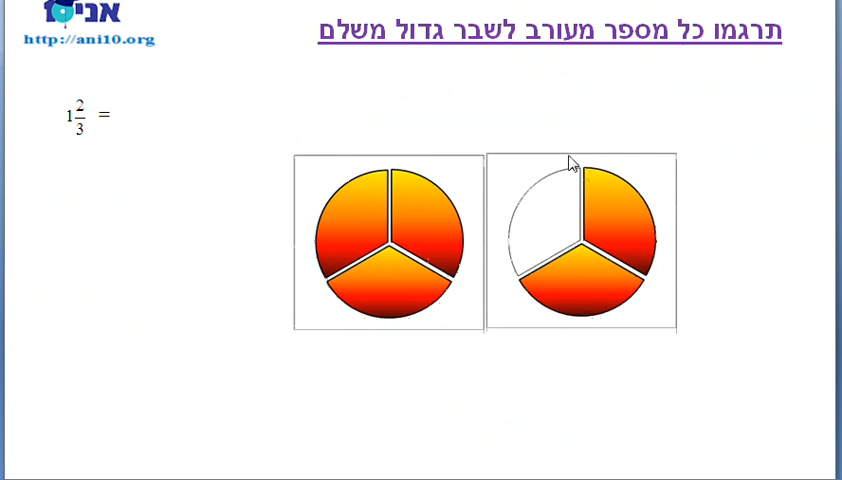 אני10
http://ani10.org
תרגמו כל מספר מעורב לשבר גדול משלם
1 2/3 =